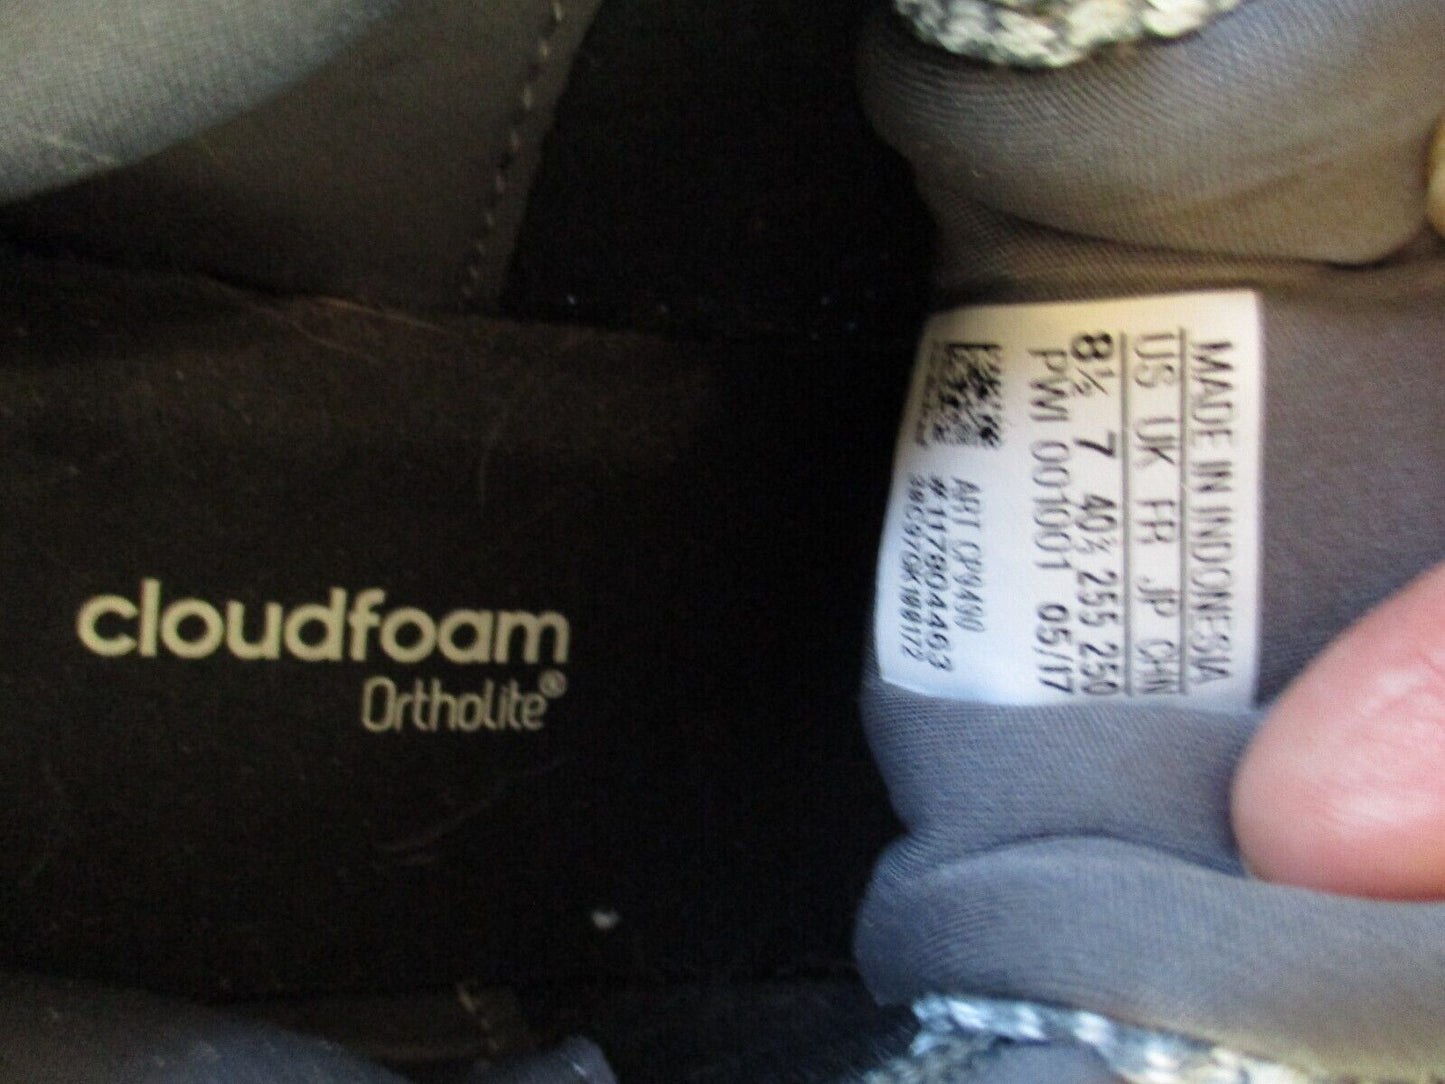 cloudfoam
Ortholite®
MADE IN INDONESIA
US UK FR JP CHN
8½ 7 40⅔ 255 250
PWI 001001 05/17
ART CP9490
#1178044463